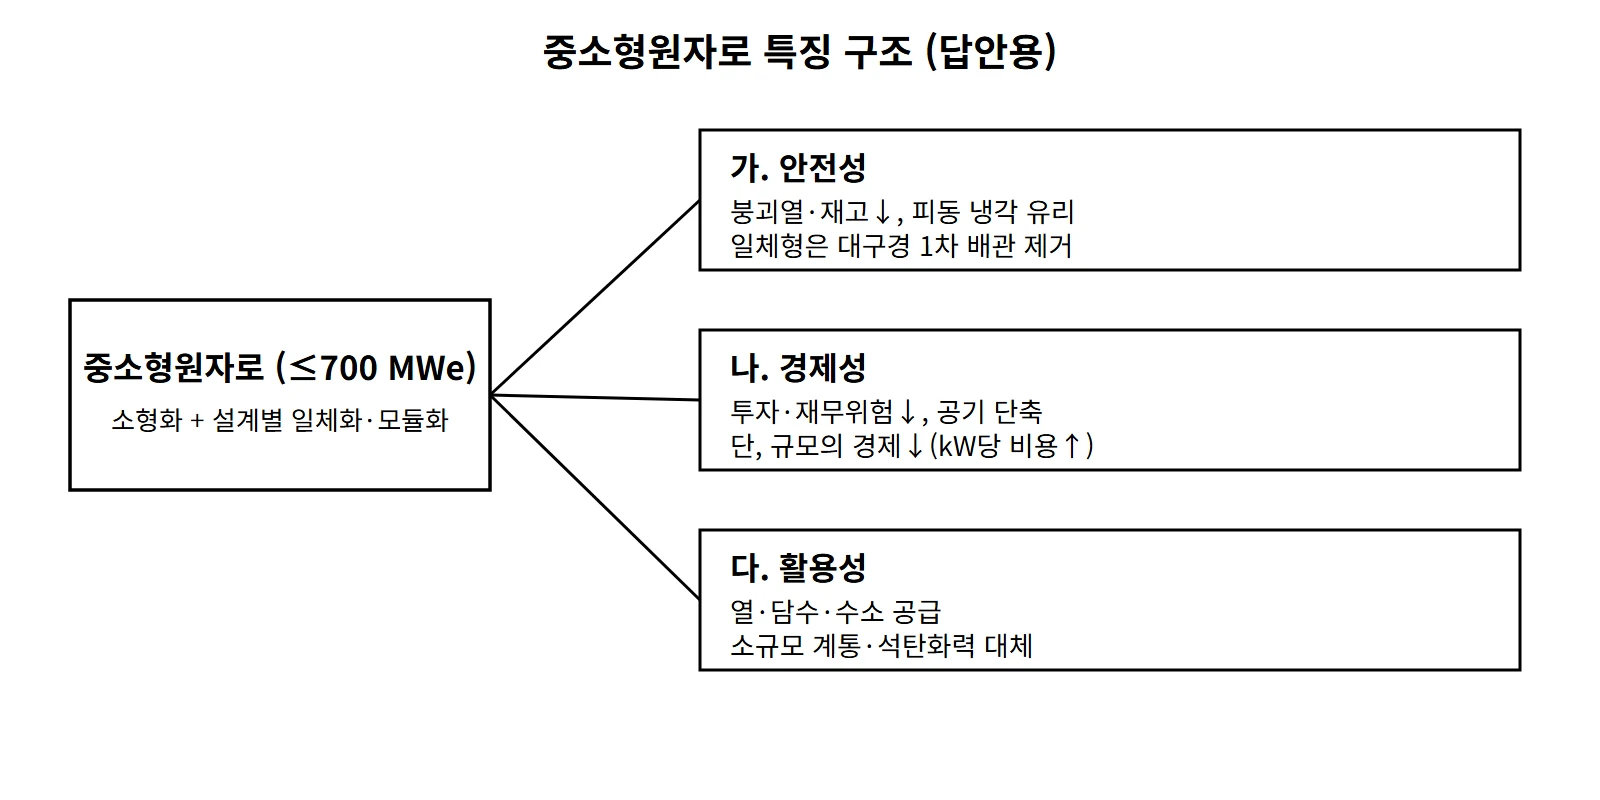 중소형원자로 특징 구조 (답안용)
중소형원자로 (≤700 MWe)
소형화 + 설계별 일체화·모듈화
가. 안전성
붕괴열·재고↓, 피동 냉각 유리
일체형은 대구경 1차 배관 제거
나. 경제성
투자·재무위험↓, 공기 단축
단, 규모의 경제↓(kW당 비용↑)
다. 활용성
열·담수·수소 공급
소규모 계통·석탄화력 대체